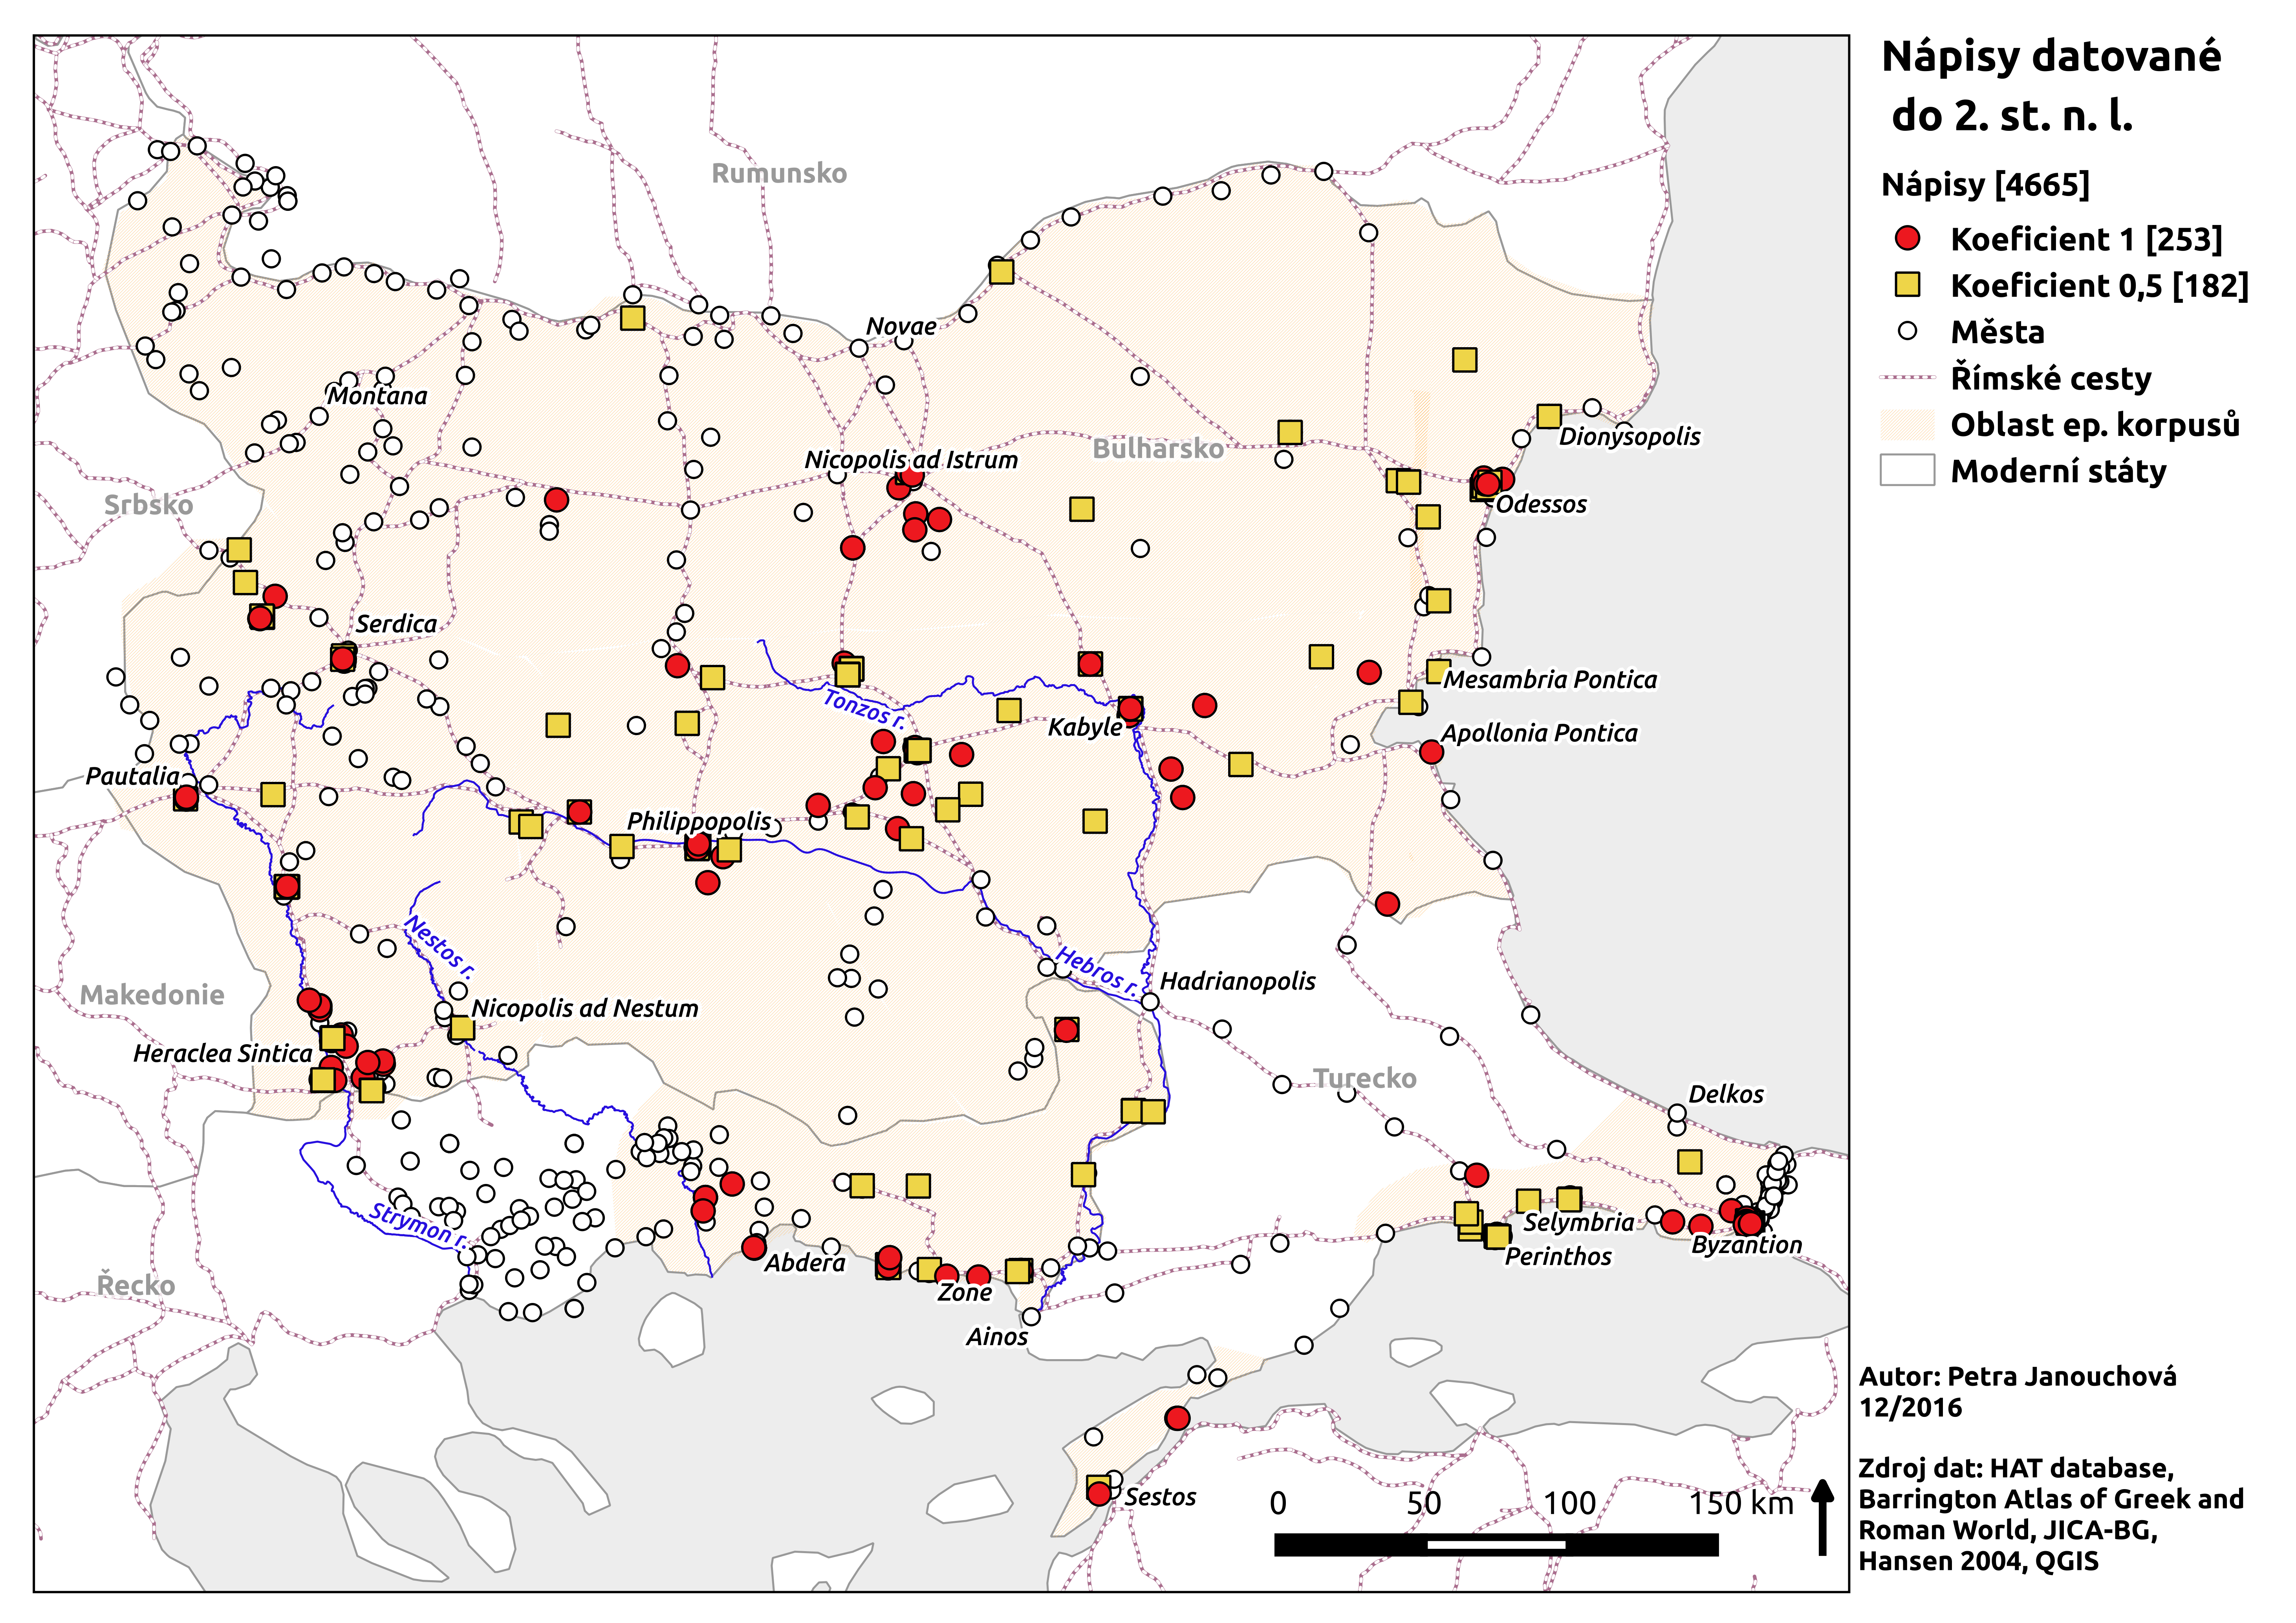 Nápisy datované
do 2. st. n. l.
Nápisy [4665]
Koeficient 1 [253]
Koeficient 0,5 [182]
Města
Římské cesty
Oblast ep. korpusů
Moderní státy
Rumunsko
Novae
Montana
Dionysopolis
Bulharsko
Nicopolis ad Istrum
Srbsko
Odessos
Serdica
Mesambria Pontica
Tonzos r.
Kabyle
Apollonia Pontica
Pautalia
Philippopolis
Nestos r.
Hebros r.
Hadrianopolis
Makedonie
Nicopolis ad Nestum
Heraclea Sintica
Turecko
Delkos
Strymon r.
Selymbria
Byzantion
Perinthos
Abdera
Řecko
Zone
Ainos
Sestos
0 50 100 150 km
Autor: Petra Janouchová
12/2016
Zdroj dat: HAT database,
Barrington Atlas of Greek and
Roman World, JICA-BG,
Hansen 2004, QGIS